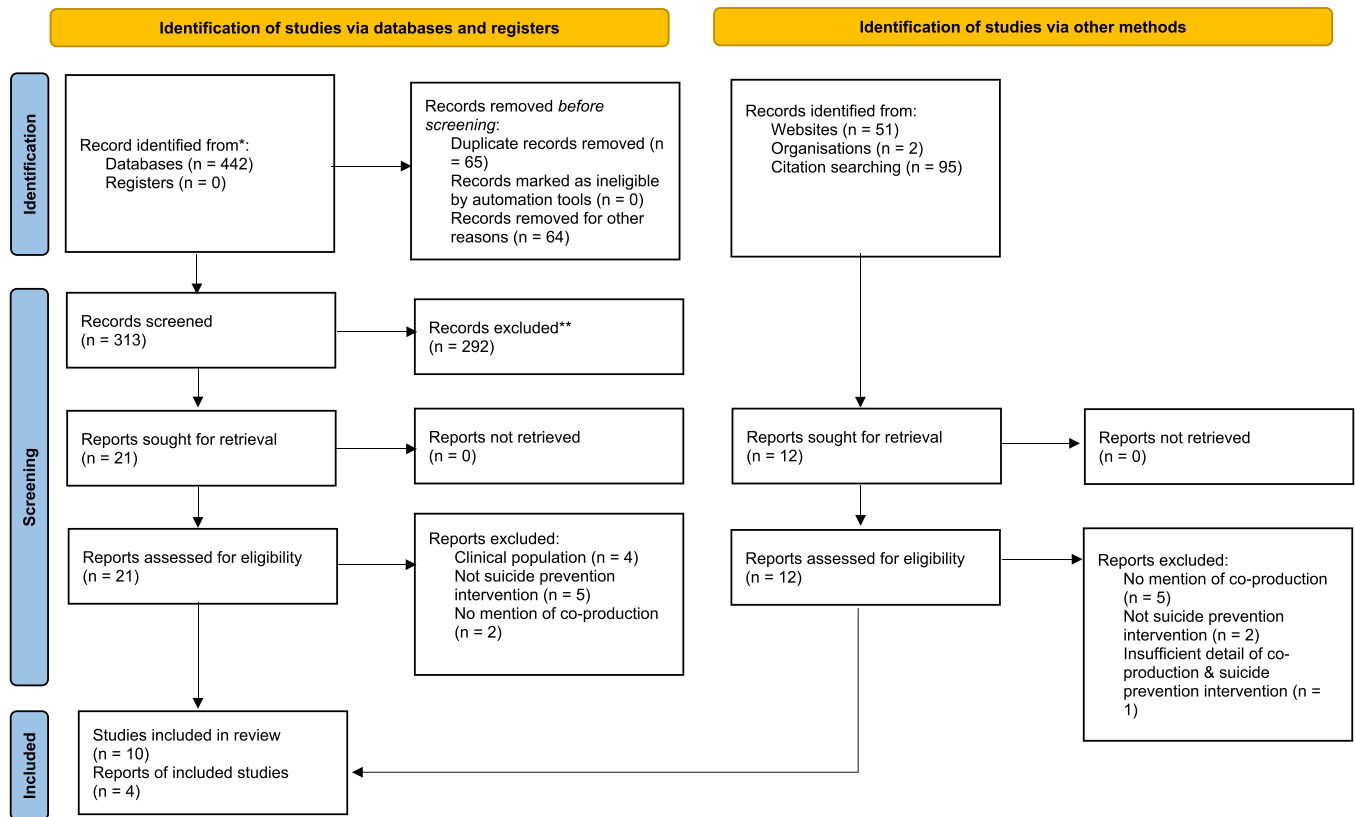 Identification of studies via databases and registers
Identification of studies via other methods
Identification
Record identified from*:
Databases (n = 442)
Registers (n = 0)
Records removed before
screening:
Duplicate records removed (n
= 65)
Records marked as ineligible
by automation tools (n = 0)
Records removed for other
reasons (n = 64)
Records identified from:
Websites (n = 51)
Organisations (n = 2)
Citation searching (n = 95)
Screening
Records screened
(n = 313)
Records excluded**
(n = 292)
Reports sought for retrieval
(n = 21)
Reports not retrieved
(n = 0)
Reports sought for retrieval
(n = 12)
Reports not retrieved
(n = 0)
Reports assessed for eligibility
(n = 21)
Reports excluded:
Clinical population (n = 4)
Not suicide prevention
intervention (n = 5)
No mention of co-production
(n = 2)
Reports assessed for eligibility
(n = 12)
Reports excluded:
No mention of co-production
(n = 5)
Not suicide prevention
intervention (n = 2)
Insufficient detail of co-
production & suicide
prevention intervention (n =
1)
Included
Studies included in review
(n = 10)
Reports of included studies
(n = 4)